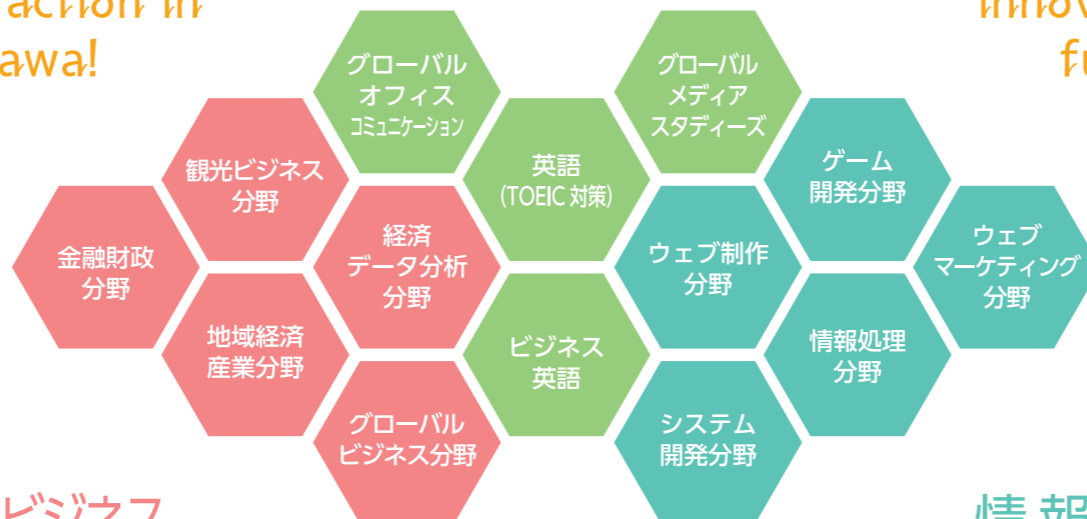 action in
awa!
グローバル
オフィス
コミュニケーション
グローバル
メディア
スタディーズ
観光ビジネス
分野
英語
(TOEIC 対策)
ゲーム
開発分野
金融財政
分野
経済
データ分析
分野
ウェブ制作
分野
ウェブ
マーケティング
分野
地域経済
産業分野
ビジネス
英語
情報処理
分野
グローバル
ビジネス分野
システム
開発分野
ビジネス
情報